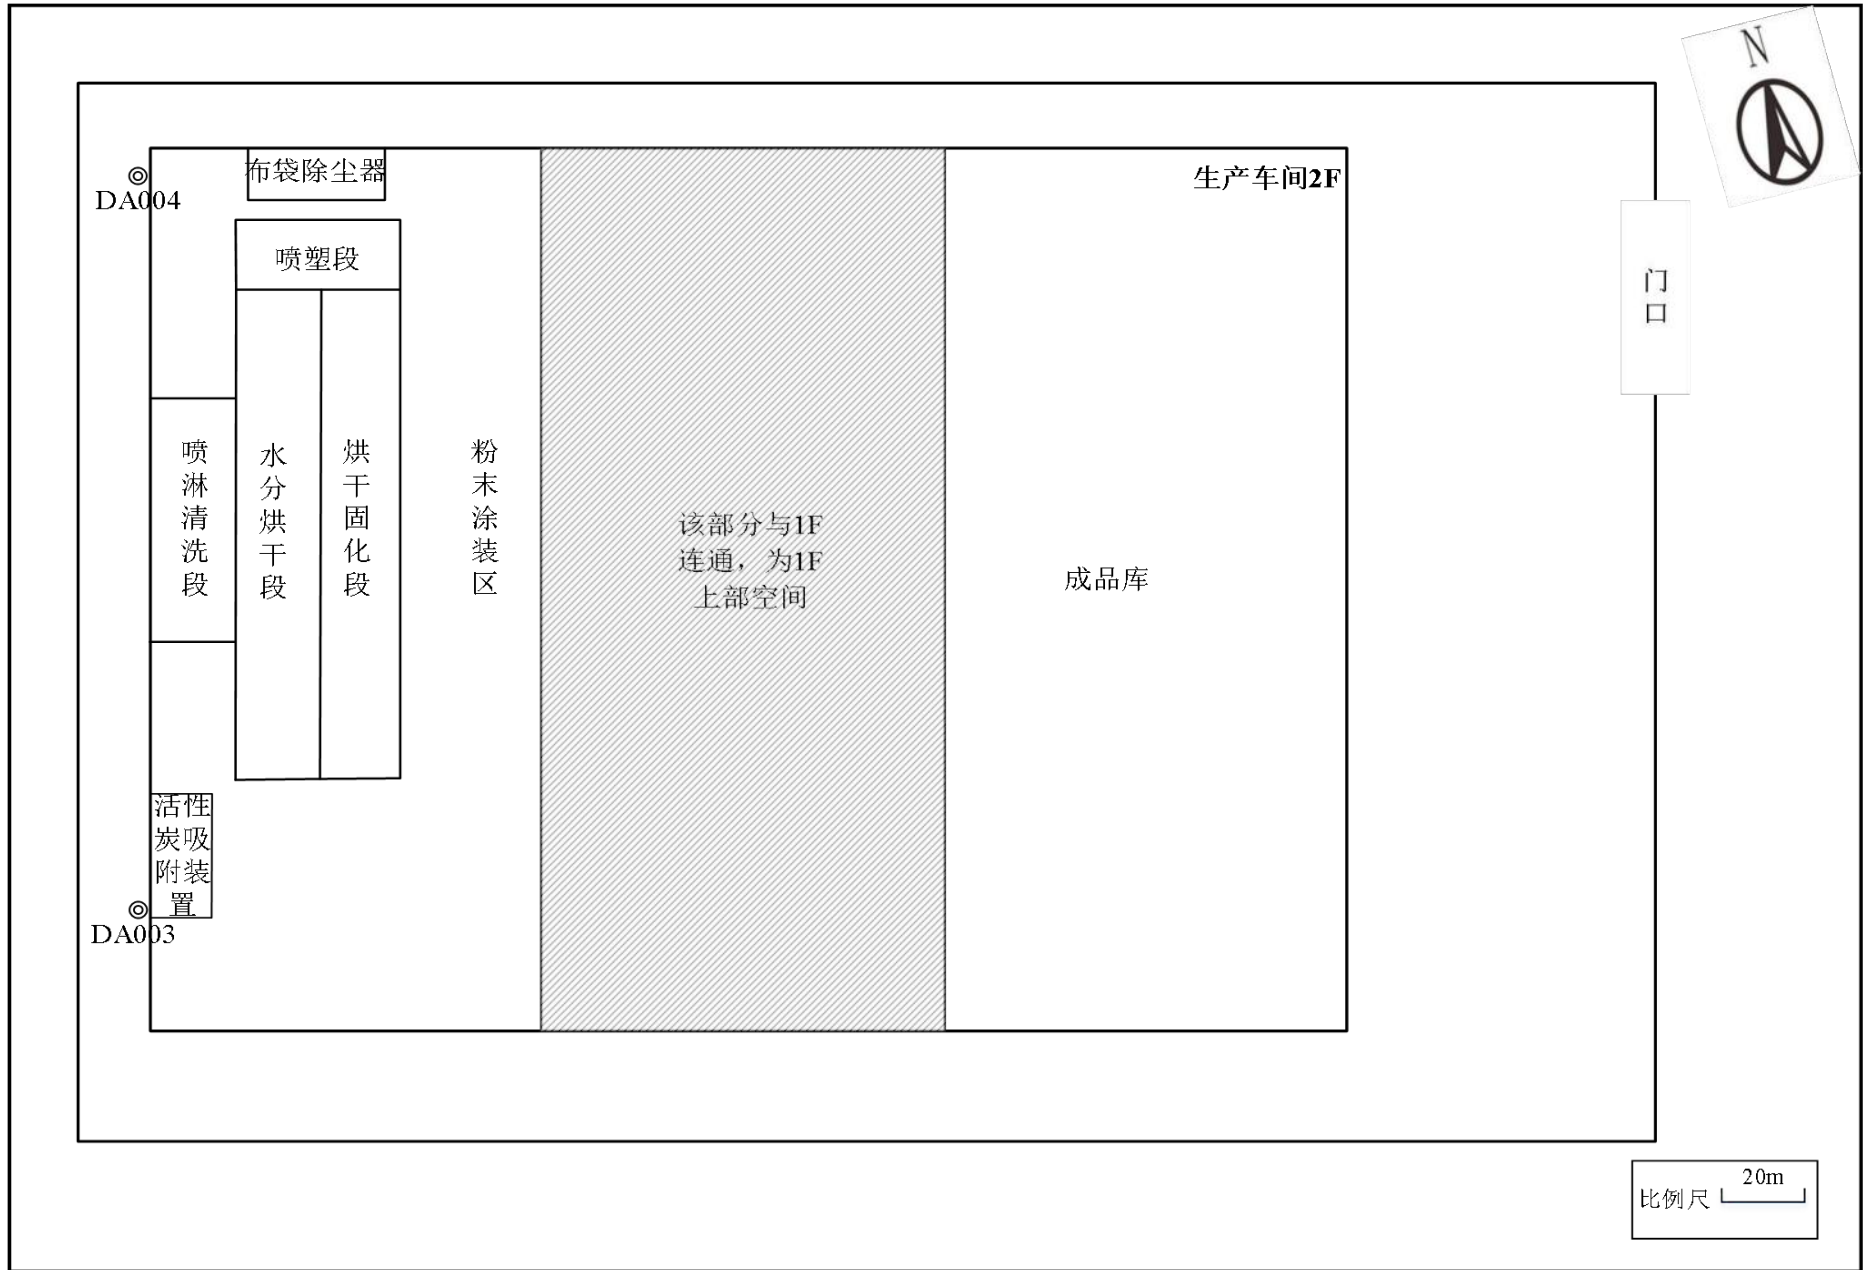 N
布袋除尘器
生产车间2F
DA004
喷塑段
门口
喷淋清洗段
水分烘干段
烘干固化段
粉末涂装区
该部分与1F
连通，为1F
上部空间
成品库
活性
炭吸
附装
置
DA003
20m
比例尺